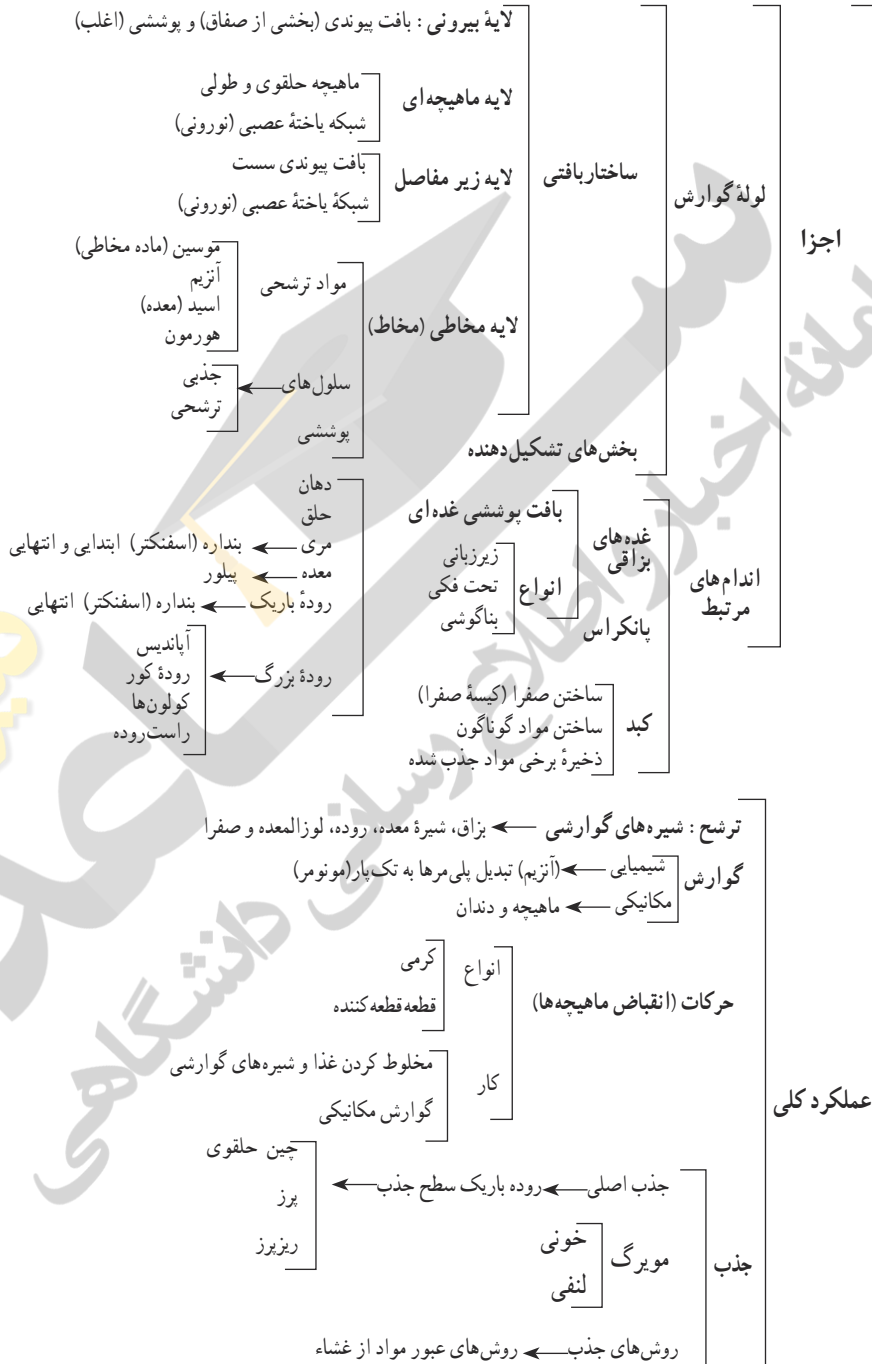 اجزا
لولهٔ گوارش
ساختاربافتی
لایهٔ بیرونی : بافت پیوندی (بخشی از صفاق) و پوششی (اغلب)
لایه ماهیچه‌ای
ماهیچه حلقوی و طولی
شبکه یاختهٔ عصبی (نورونی)
لایه زیر مفاصل
بافت پیوندی سست
شبکهٔ یاختهٔ عصبی (نورونی)
لایه مخاطی (مخاط)
مواد ترشحی
موسین (ماده مخاطی)
آنزیم
اسید (معده)
هورمون
سلول‌های
پوششی
جذبی
ترشحی
بخش‌های تشکیل‌دهنده
دهان
حلق
مری ← بنداره (اسفنکتر) ابتدایی و انتهایی
معده ← پیلور
رودهٔ باریک ← بنداره (اسفنکتر) انتهایی
رودهٔ بزرگ ←
آپاندیس
رودهٔ کور
کولون‌ها
راست‌روده
اندام‌های
مرتبط
غده‌های
بزاقی
بافت پوششی غده‌ای
انواع
زیرزبانی
تحت فکی
بناگوشی
پانکراس
کبد
ساختن صفرا (کیسهٔ صفرا)
ساختن مواد گوناگون
ذخیرهٔ برخی مواد جذب شده
عملکرد کلی
ترشح : شیره‌های گوارشی ← بزاق، شیرهٔ معده، روده، لوزالمعده و صفرا
گوارش
شیمیایی ← (آنزیم) تبدیل پلی‌مرها به تک‌پار(مونومر)
مکانیکی ← ماهیچه و دندان
حرکات (انقباض ماهیچه‌ها)
انواع
کرمی
قطعه‌قطعه‌کننده
کار
مخلوط کردن غذا و شیره‌های گوارشی
گوارش مکانیکی
جذب
جذب اصلی ← روده باریک سطح جذب ←
چین حلقوی
پرز
ریزپرز
مویرگ
خونی
لنفی
روش‌های جذب ← روش‌های عبور مواد از غشاء